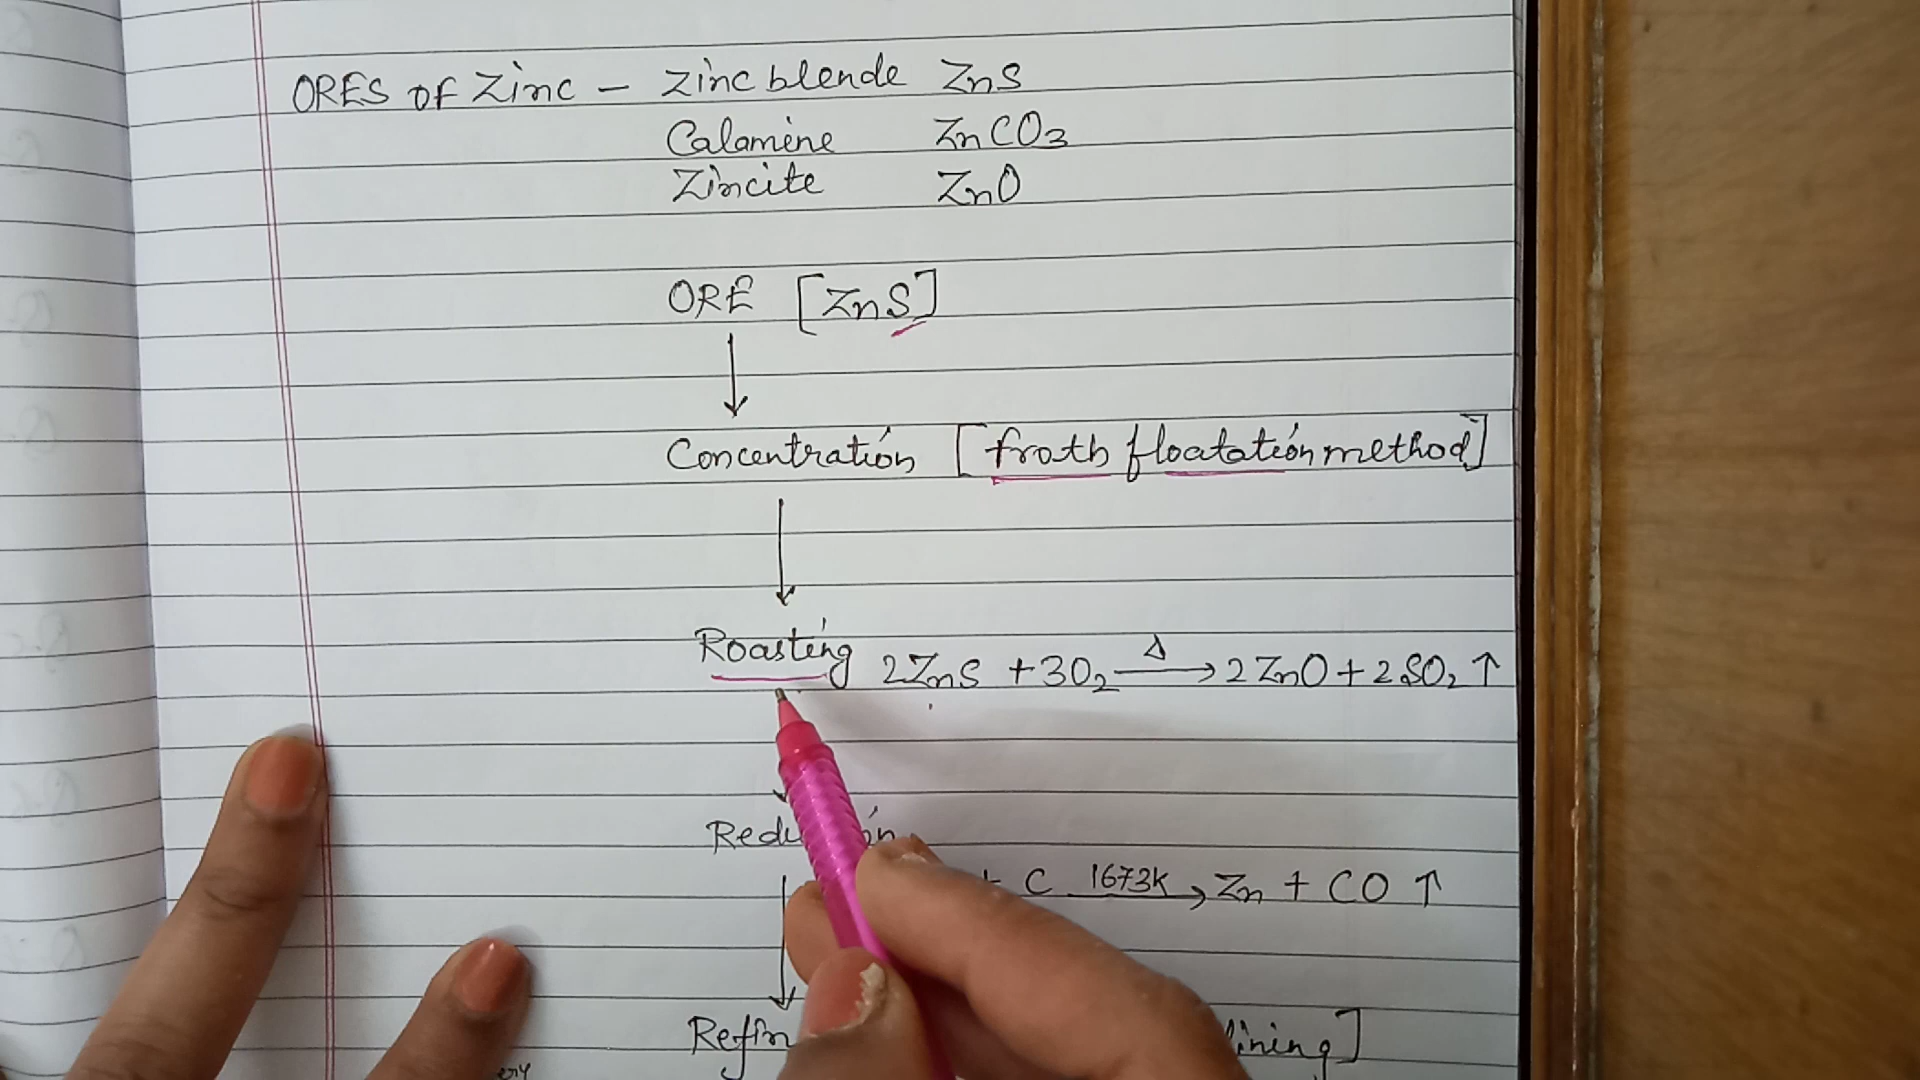 ORES OF Zinc - Zinc blende ZnS
Calamine ZnCO3
Zincite ZnO
ORE [ZnS]
Concentration [froth floatation method]
Roasting 2ZnS + 3O2 —Δ→ 2ZnO + 2SO2 ↑
+ C —1673K→ Zn + CO ↑